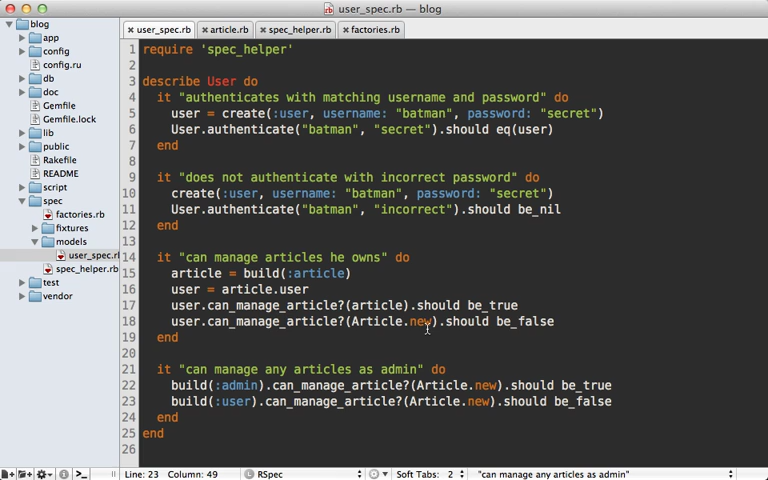 user_spec.rb — blog
blog
app
config
config.ru
db
doc
Gemfile
Gemfile.lock
lib
public
Rakefile
README
script
spec
factories.rb
fixtures
models
user_spec.rb
spec_helper.rb
test
vendor
user_spec.rb article.rb spec_helper.rb factories.rb
1 require 'spec_helper'
2
3 describe User do
4 it "authenticates with matching username and password" do
5 user = create(:user, username: "batman", password: "secret")
6 User.authenticate("batman", "secret").should eq(user)
7 end
8
9 it "does not authenticate with incorrect password" do
10 create(:user, username: "batman", password: "secret")
11 User.authenticate("batman", "incorrect").should be_nil
12 end
13
14 it "can manage articles he owns" do
15 article = build(:article)
16 user = article.user
17 user.can_manage_article?(article).should be_true
18 user.can_manage_article?(Article.new).should be_false
19 end
20
21 it "can manage any articles as admin" do
22 build(:admin).can_manage_article?(Article.new).should be_true
23 build(:user).can_manage_article?(Article.new).should be_false
24 end
25 end
26
Line: 23 Column: 49 RSpec Soft Tabs: 2 "can manage any articles as admin"